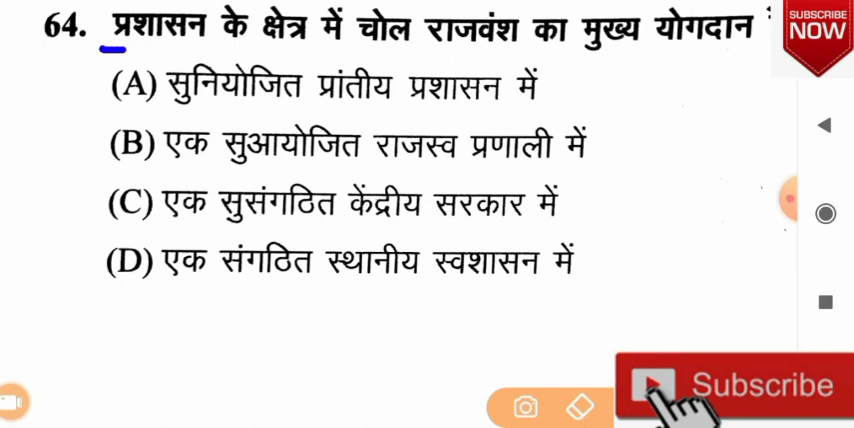 64. प्रशासन के क्षेत्र में चोल राजवंश का मुख्य योगदान
SUBSCRIBE
NOW
(A) सुनियोजित प्रांतीय प्रशासन में
(B) एक सुआयोजित राजस्व प्रणाली में
(C) एक सुसंगठित केंद्रीय सरकार में
(D) एक संगठित स्थानीय स्वशासन में
Subscribe